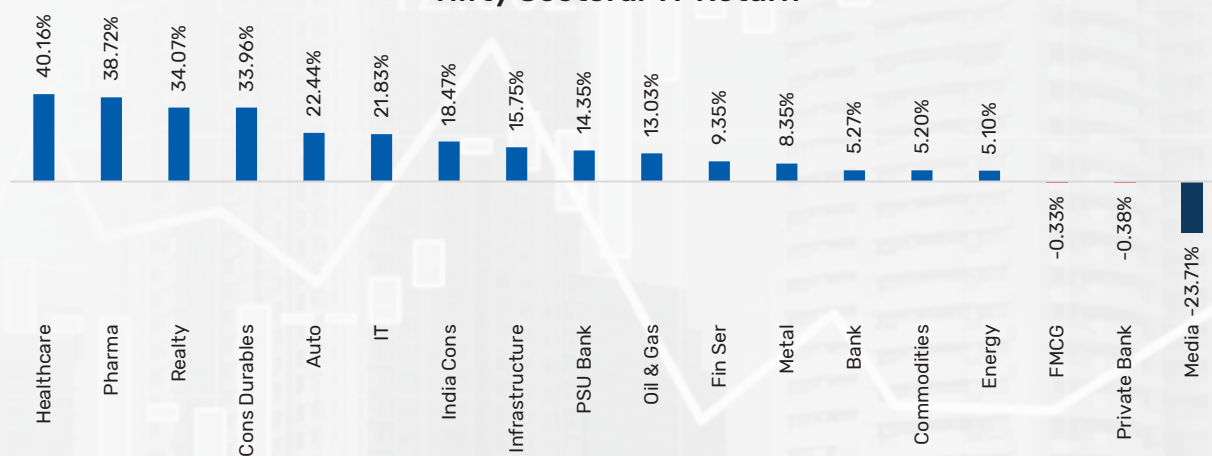 40.16%
38.72%
34.07%
33.96%
22.44%
21.83%
18.47%
15.75%
14.35%
13.03%
9.35%
8.35%
5.27%
5.20%
5.10%
-0.33%
-0.38%
-23.71%
Healthcare
Pharma
Realty
Cons Durables
Auto
IT
India Cons
Infrastructure
PSU Bank
Oil & Gas
Fin Ser
Metal
Bank
Commodities
Energy
FMCG
Private Bank
Media